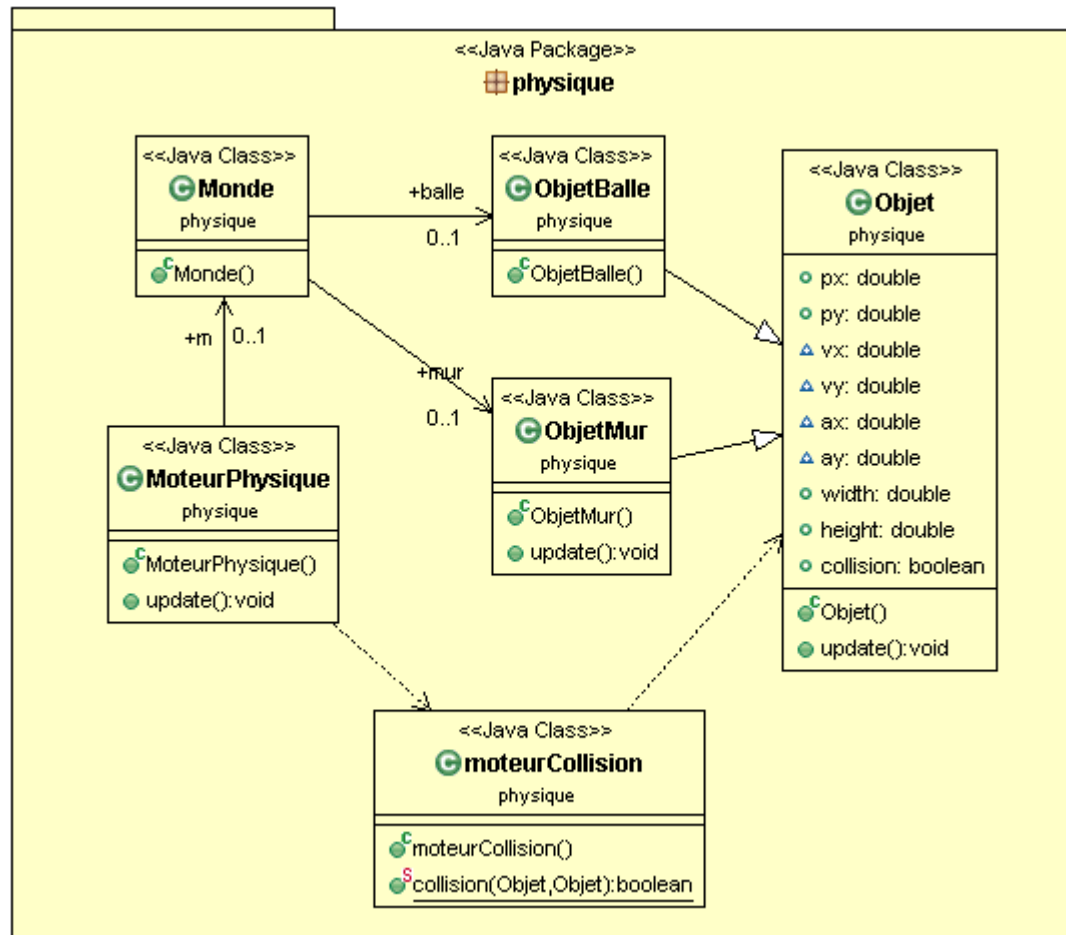 <<Java Package>>
physique
<<Java Class>>
Monde
physique
Monde()
+balle
0..1
<<Java Class>>
ObjetBalle
physique
ObjetBalle()
<<Java Class>>
Objet
physique
px: double
py: double
vx: double
vy: double
ax: double
ay: double
width: double
height: double
collision: boolean
Objet()
update():void
+m
0..1
+mur
0..1
<<Java Class>>
ObjetMur
physique
ObjetMur()
update():void
<<Java Class>>
MoteurPhysique
physique
MoteurPhysique()
update():void
<<Java Class>>
moteurCollision
physique
moteurCollision()
collision(Objet,Objet):boolean